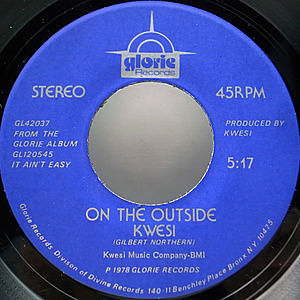 glorie
Records
STEREO
45RPM
GL42037
FROM THE
GLORIE ALBUM
GL120545
IT AIN'T EASY
PRODUCED BY
KWESI
5:17
ON THE OUTSIDE
KWESI
(GILBERT NORTHERN)
Kwesi Music Company-BMI
℗ 1978 GLORIE RECORDS
Glorie Records Division of Divine Records 140-11 Benchley Place Bronx N.Y. 10475